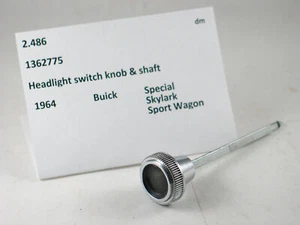 2.486
dm
1362775
Headlight switch knob & shaft
1964 Buick Special
Skylark
Sport Wagon